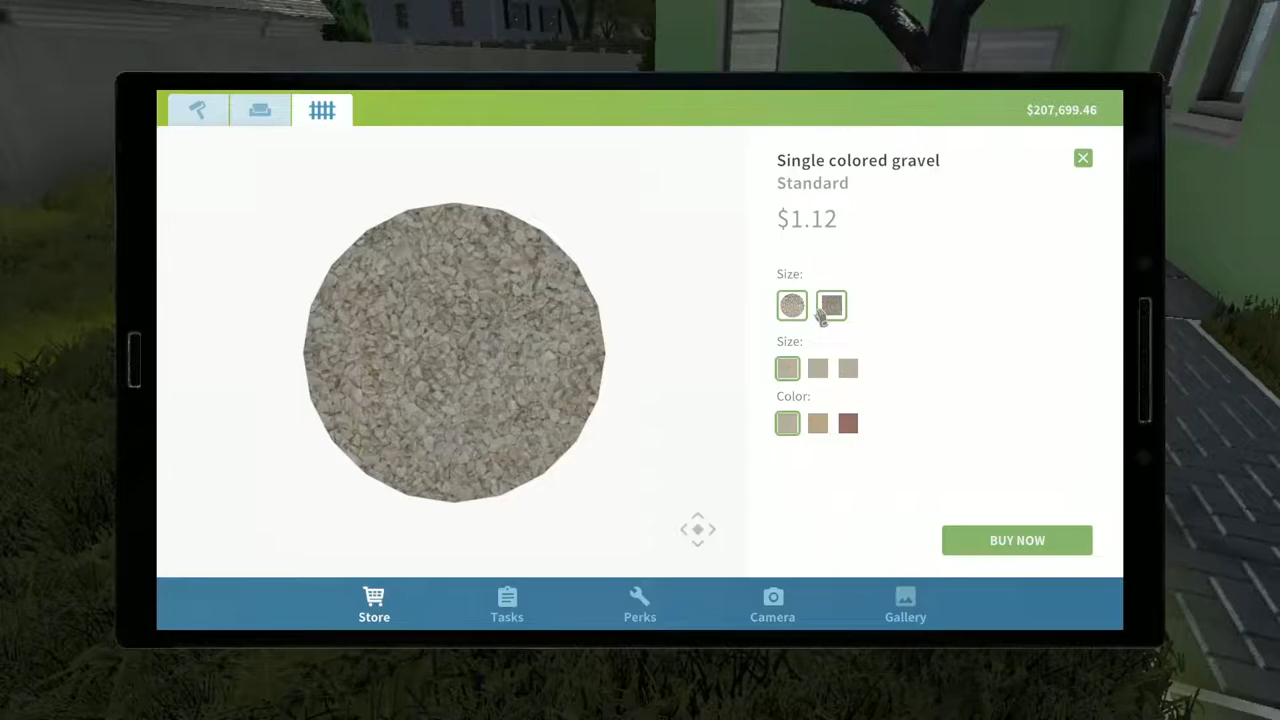 $207,699.46
Single colored gravel
Standard
$1.12
Size:
Size:
Color:
BUY NOW
Store
Tasks
Perks
Camera
Gallery